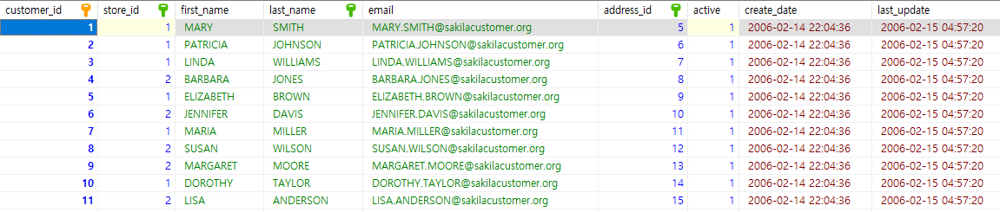 customer_id store_id first_name last_name email address_id active create_date last_update
1 1 MARY SMITH MARY.SMITH@sakilacustomer.org 5 1 2006-02-14 22:04:36 2006-02-15 04:57:20
2 1 PATRICIA JOHNSON PATRICIA.JOHNSON@sakilacustomer.org 6 1 2006-02-14 22:04:36 2006-02-15 04:57:20
3 1 LINDA WILLIAMS LINDA.WILLIAMS@sakilacustomer.org 7 1 2006-02-14 22:04:36 2006-02-15 04:57:20
4 2 BARBARA JONES BARBARA.JONES@sakilacustomer.org 8 1 2006-02-14 22:04:36 2006-02-15 04:57:20
5 1 ELIZABETH BROWN ELIZABETH.BROWN@sakilacustomer.org 9 1 2006-02-14 22:04:36 2006-02-15 04:57:20
6 2 JENNIFER DAVIS JENNIFER.DAVIS@sakilacustomer.org 10 1 2006-02-14 22:04:36 2006-02-15 04:57:20
7 1 MARIA MILLER MARIA.MILLER@sakilacustomer.org 11 1 2006-02-14 22:04:36 2006-02-15 04:57:20
8 2 SUSAN WILSON SUSAN.WILSON@sakilacustomer.org 12 1 2006-02-14 22:04:36 2006-02-15 04:57:20
9 2 MARGARET MOORE MARGARET.MOORE@sakilacustomer.org 13 1 2006-02-14 22:04:36 2006-02-15 04:57:20
10 1 DOROTHY TAYLOR DOROTHY.TAYLOR@sakilacustomer.org 14 1 2006-02-14 22:04:36 2006-02-15 04:57:20
11 2 LISA ANDERSON LISA.ANDERSON@sakilacustomer.org 15 1 2006-02-14 22:04:36 2006-02-15 04:57:20